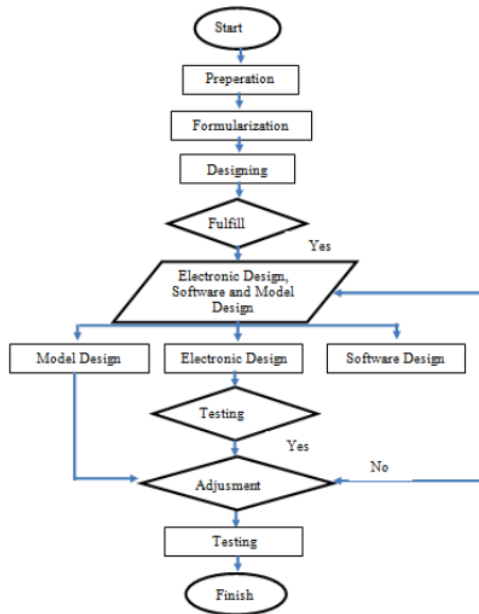 Start
Preperation
Formularization
Designing
Fulfill
Yes
Electronic Design,
Software and Model
Design
Model Design
Electronic Design
Software Design
Testing
Yes
No
Adjusment
Testing
Finish